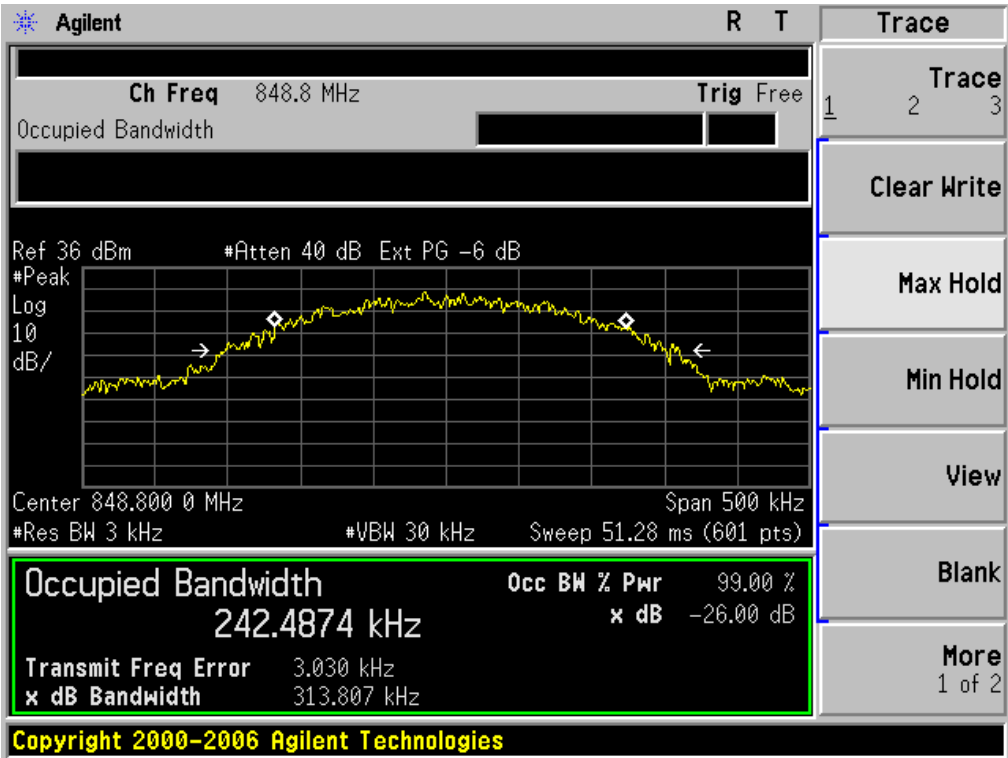 Agilent R T Trace
Ch Freq 848.8 MHz Trig Free
Occupied Bandwidth
Trace
1 2 3
Clear Write
Ref 36 dBm #Atten 40 dB Ext PG -6 dB
#Peak
Log
10
dB/
Max Hold
Min Hold
View
Center 848.800 0 MHz Span 500 kHz
#Res BW 3 kHz #VBW 30 kHz Sweep 51.28 ms (601 pts)
Occupied Bandwidth Occ BW % Pwr 99.00 %
242.4874 kHz x dB -26.00 dB
Transmit Freq Error 3.030 kHz
x dB Bandwidth 313.807 kHz
Blank
More
1 of 2
Copyright 2000-2006 Agilent Technologies